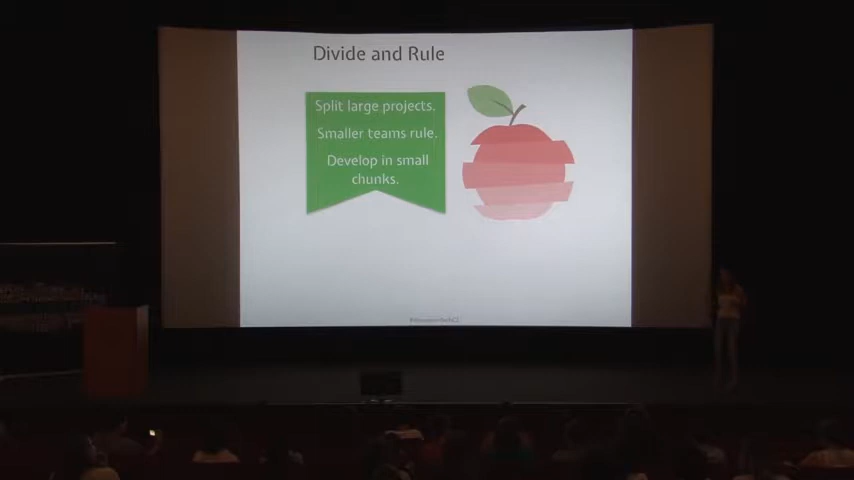 Divide and Rule
Split large projects.
Smaller teams rule.
Develop in small
chunks.